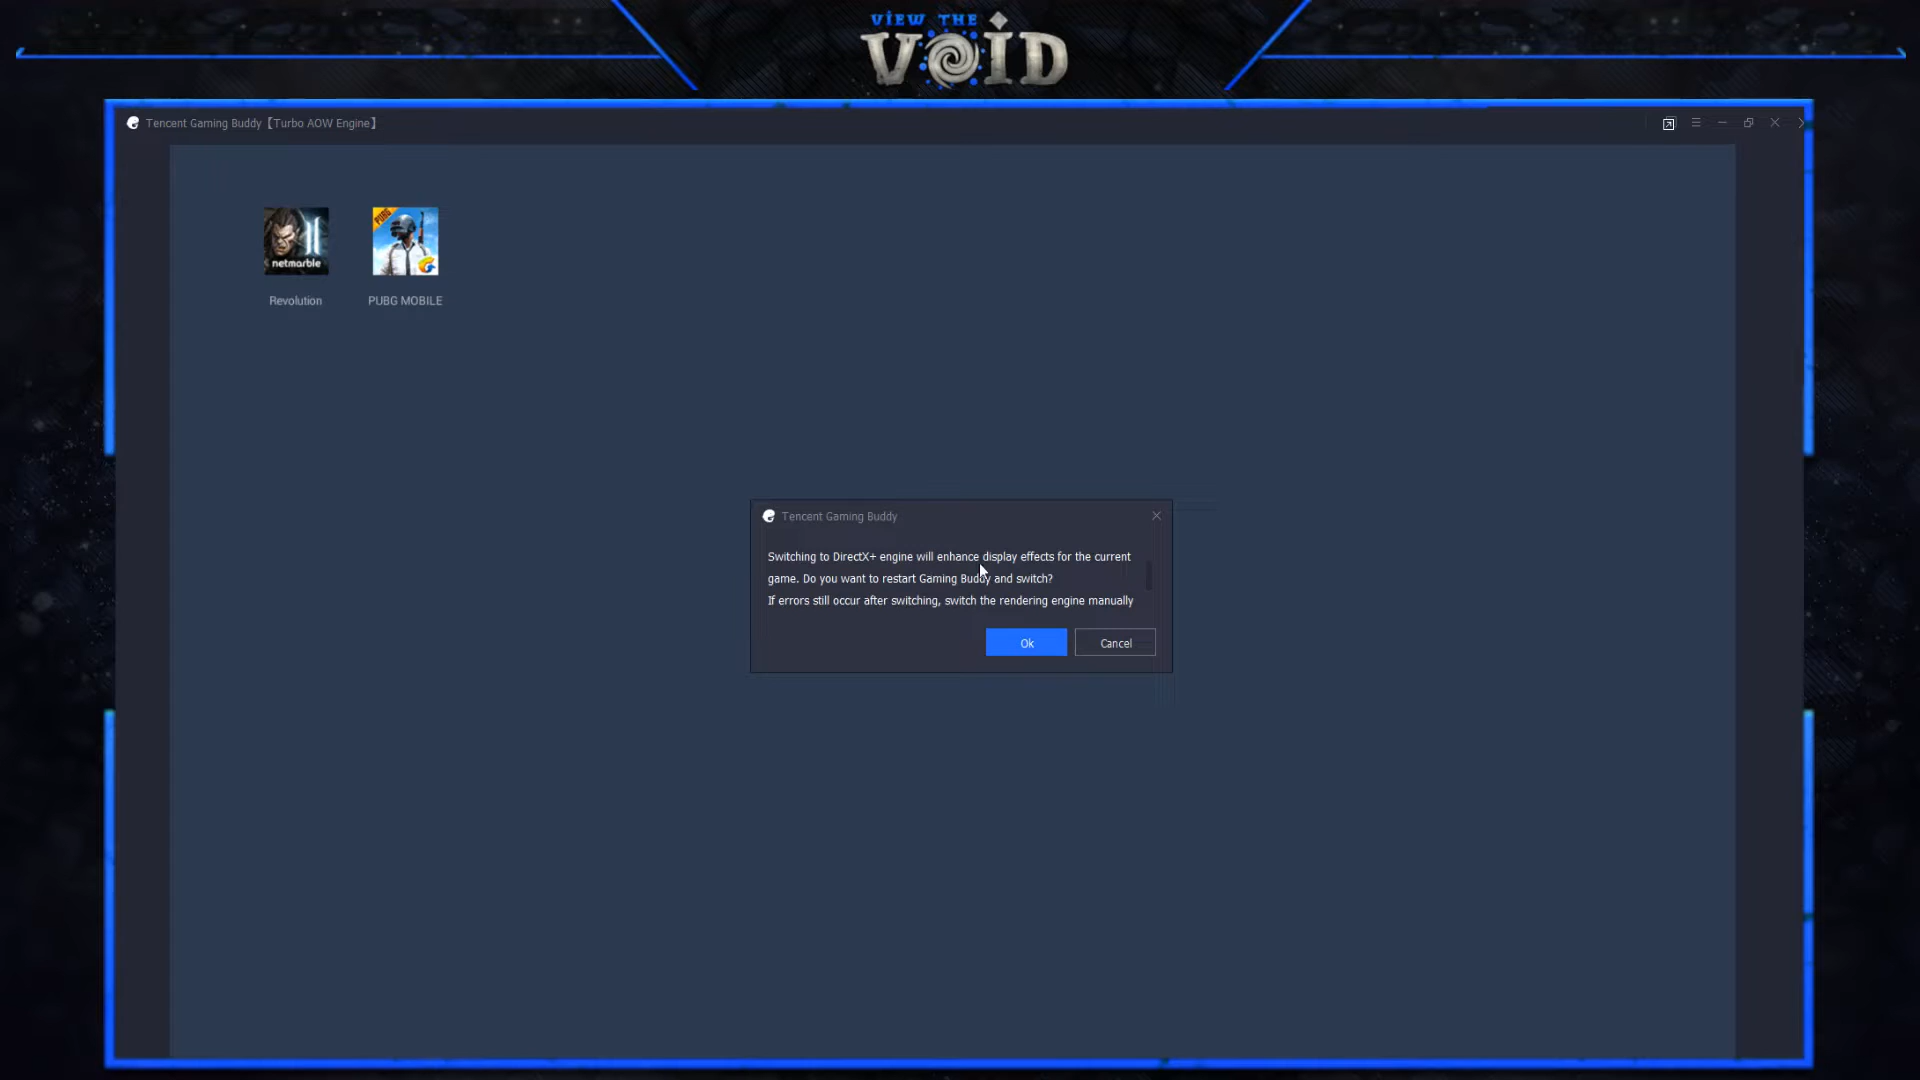 VIEW THE
VOID
Tencent Gaming Buddy【Turbo AOW Engine】
netmarble
PUBG
Revolution
PUBG MOBILE
Tencent Gaming Buddy
Switching to DirectX+ engine will enhance display effects for the current
game. Do you want to restart Gaming Buddy and switch?
If errors still occur after switching, switch the rendering engine manually
Ok
Cancel